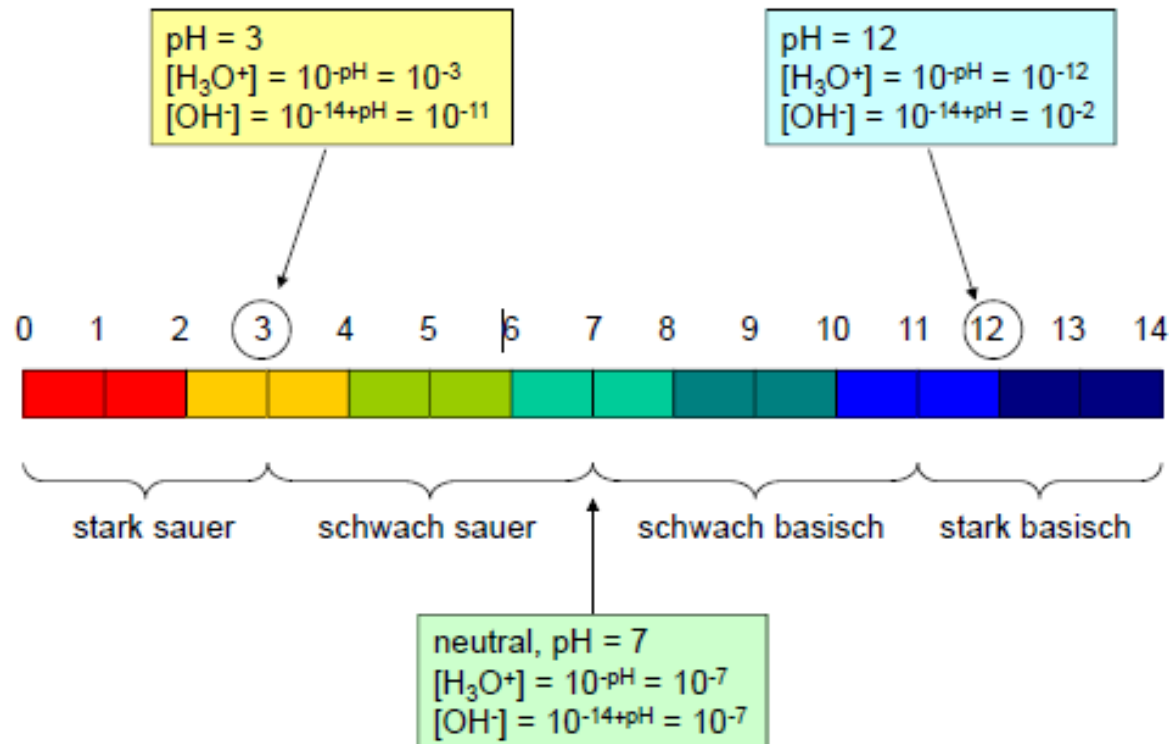 pH = 3
[H₃O⁺] = 10⁻ᵖᴴ = 10⁻³
[OH⁻] = 10⁻¹⁴⁺ᵖᴴ = 10⁻¹¹
pH = 12
[H₃O⁺] = 10⁻ᵖᴴ = 10⁻¹²
[OH⁻] = 10⁻¹⁴⁺ᵖᴴ = 10⁻²
0 1 2 3 4 5 6 7 8 9 10 11 12 13 14
stark sauer schwach sauer schwach basisch stark basisch
neutral, pH = 7
[H₃O⁺] = 10⁻ᵖᴴ = 10⁻⁷
[OH⁻] = 10⁻¹⁴⁺ᵖᴴ = 10⁻⁷